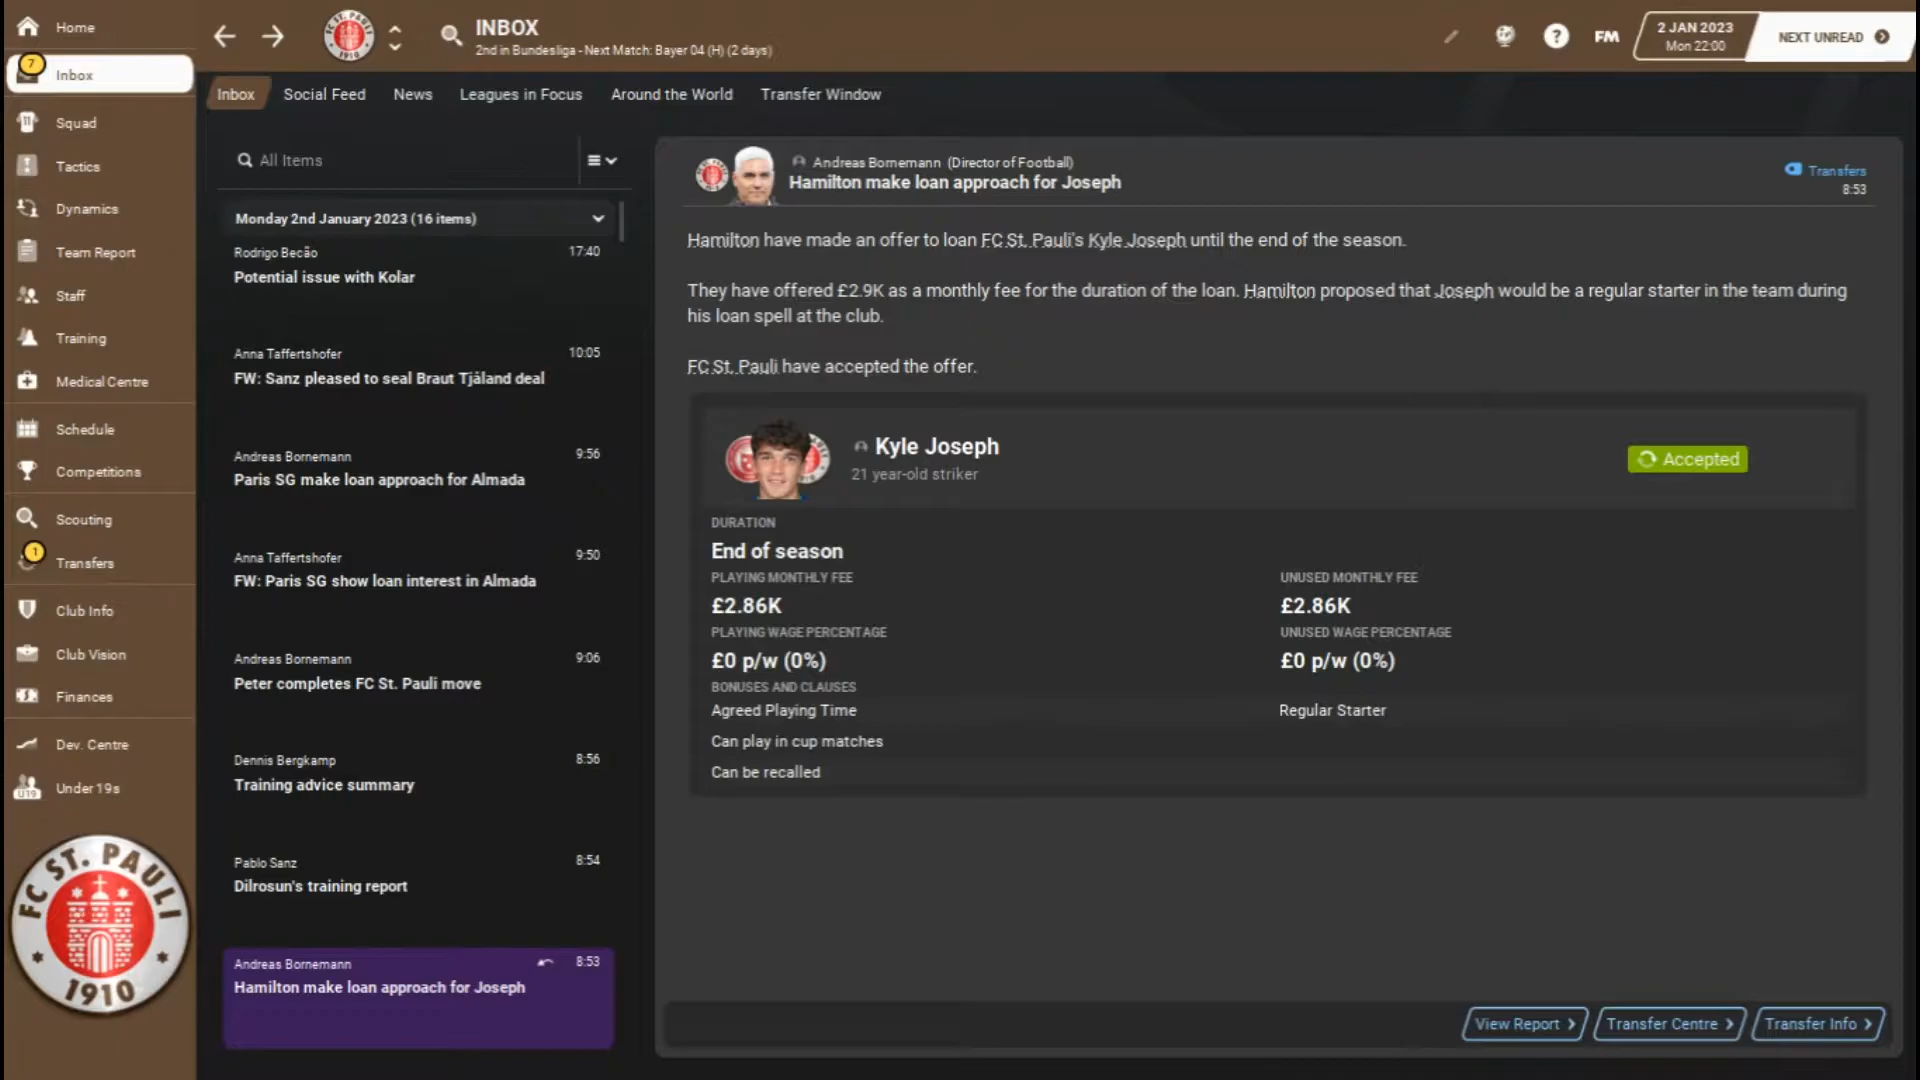 Home
Inbox
7
Squad
Tactics
Dynamics
Team Report
Staff
Training
Medical Centre
Schedule
Competitions
Scouting
1
Transfers
Club Info
Club Vision
Finances
Dev. Centre
U19
Under 19s
FC ST. PAULI
1910
INBOX
2nd in Bundesliga - Next Match: Bayer 04 (H) (2 days)
?
FM
2 JAN 2023
Mon 22:00
NEXT UNREAD
Inbox
Social Feed
News
Leagues in Focus
Around the World
Transfer Window
All Items
Monday 2nd January 2023 (16 items)
Rodrigo Becão
17:40
Potential issue with Kolar
Anna Taffertshofer
10:05
FW: Sanz pleased to seal Braut Tjåland deal
Andreas Bornemann
9:56
Paris SG make loan approach for Almada
Anna Taffertshofer
9:50
FW: Paris SG show loan interest in Almada
Andreas Bornemann
9:06
Peter completes FC St. Pauli move
Dennis Bergkamp
8:56
Training advice summary
Pablo Sanz
8:54
Dilrosun's training report
Andreas Bornemann
8:53
Hamilton make loan approach for Joseph
Andreas Bornemann (Director of Football)
Hamilton make loan approach for Joseph
Transfers
8:53
Hamilton have made an offer to loan FC St. Pauli's Kyle Joseph until the end of the season.
They have offered £2.9K as a monthly fee for the duration of the loan. Hamilton proposed that Joseph would be a regular starter in the team during
his loan spell at the club.
FC St. Pauli have accepted the offer.
Kyle Joseph
21 year-old striker
Accepted
DURATION
End of season
PLAYING MONTHLY FEE
UNUSED MONTHLY FEE
£2.86K
£2.86K
PLAYING WAGE PERCENTAGE
UNUSED WAGE PERCENTAGE
£0 p/w (0%)
£0 p/w (0%)
BONUSES AND CLAUSES
Agreed Playing Time
Regular Starter
Can play in cup matches
Can be recalled
View Report
Transfer Centre
Transfer Info